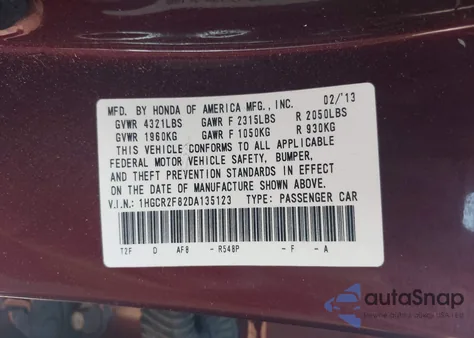 MFD. BY HONDA OF AMERICA MFG., INC. 02/'13
GVWR 4321LBS GAWR F 2315LBS R 2050LBS
GVWR 1960KG GAWR F 1050KG R 930KG
THIS VEHICLE CONFORMS TO ALL APPLICABLE
FEDERAL MOTOR VEHICLE SAFETY, BUMPER,
AND THEFT PREVENTION STANDARDS IN EFFECT
ON THE DATE OF MANUFACTURE SHOWN ABOVE.
V.I.N.: 1HGCR2F82DA135123 TYPE: PASSENGER CAR
T2F D AF8 - R548P - F - A
autoSnap